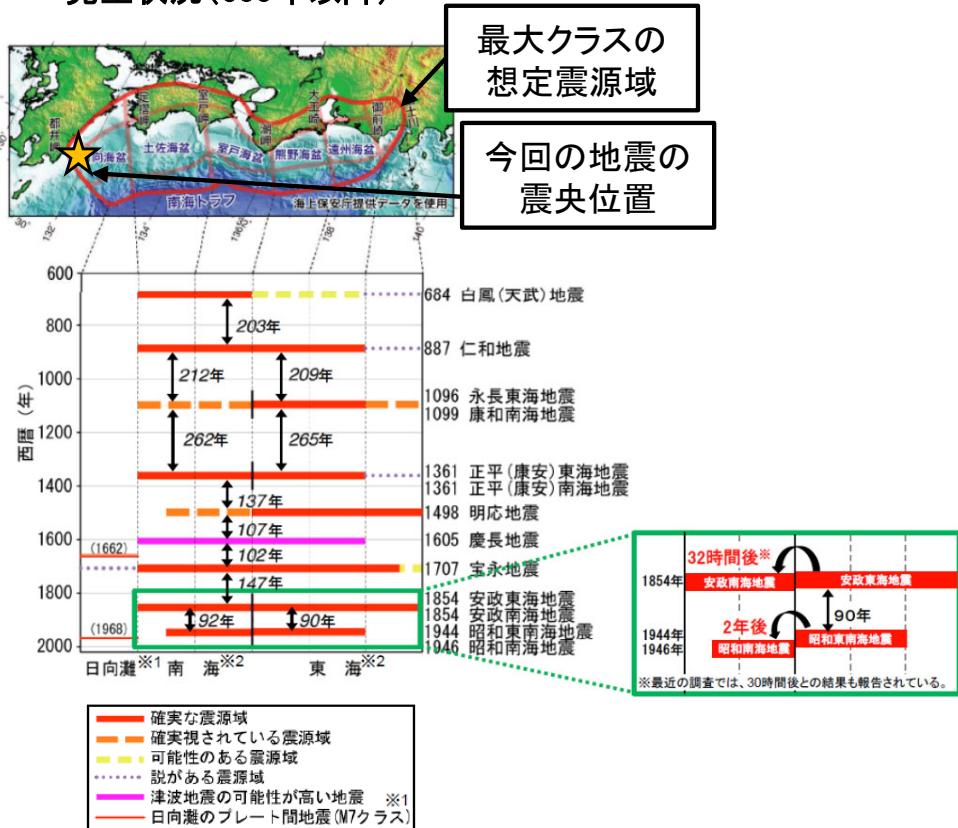 最大クラスの
想定震源域
今回の地震の
震央位置
都井岬
足摺岬
室戸岬
潮岬
大王崎
御前崎
富士川
日向海盆
土佐海盆
室戸海盆
熊野海盆
遠州海盆
南海トラフ
海上保安庁提供データを使用
132°
134°
136°
138°
140°
西暦(年)
600
800
1000
1200
1400
1600
1800
2000
203年
212年
209年
262年
265年
137年
107年
102年
147年
92年
90年
(1662)
(1968)
684 白鳳(天武)地震
887 仁和地震
1096 永長東海地震
1099 康和南海地震
1361 正平(康安)東海地震
1361 正平(康安)南海地震
1498 明応地震
1605 慶長地震
1707 宝永地震
1854 安政東海地震
1854 安政南海地震
1944 昭和東南海地震
1946 昭和南海地震
日向灘※1 南 海※2 東 海※2
32時間後※
1854年
安政南海地震
安政東海地震
2年後
90年
1944年
1946年
昭和南海地震
昭和東南海地震
※最近の調査では、30時間後との結果も報告されている。
確実な震源域
確実視されている震源域
可能性のある震源域
説がある震源域
津波地震の可能性が高い地震 ※1
日向灘のプレート間地震(M7クラス)